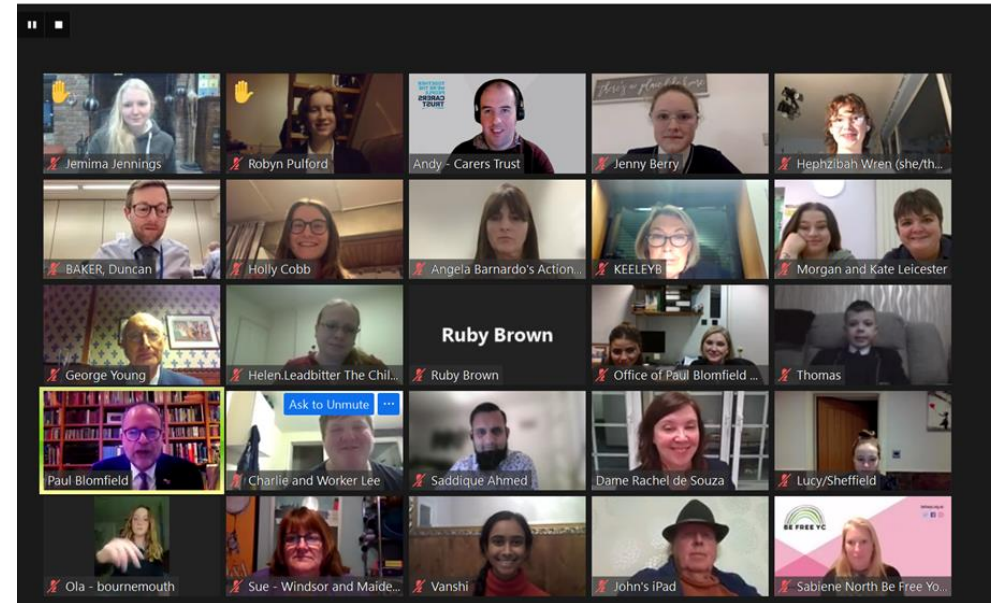 Jemima Jennings
Robyn Pulford
CARERS
TRUST
Andy - Carers Trust
Jenny Berry
Hephzibah Wren (she/th...
BAKER, Duncan
Holly Cobb
Angela Barnardo's Action...
KEELEYB
Morgan and Kate Leicester
George Young
Helen.Leadbitter The Chil...
Ruby Brown
Ruby Brown
Office of Paul Blomfield ...
Thomas
Paul Blomfield
Ask to Unmute
...
Charlie and Worker Lee
Saddique Ahmed
Dame Rachel de Souza
Lucy/Sheffield
Ola - bournemouth
Sue - Windsor and Maide...
Vanshi
John's iPad
BE FREE YC
Sabiene North Be Free Yo...